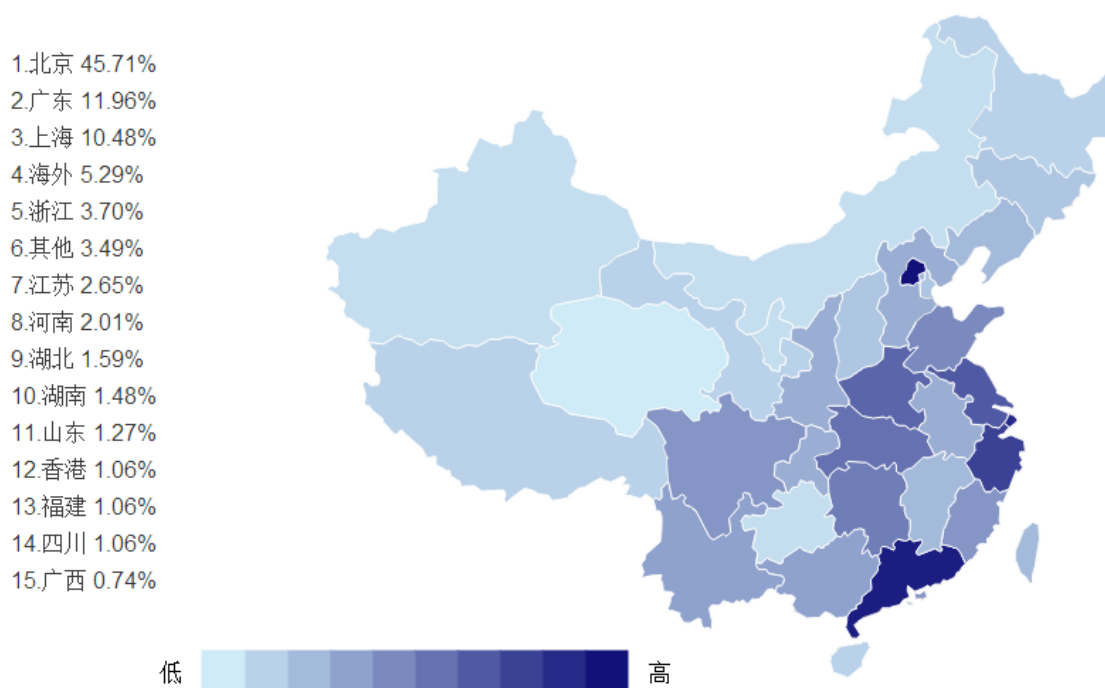 1.北京 45.71%
2.广东 11.96%
3.上海 10.48%
4.海外 5.29%
5.浙江 3.70%
6.其他 3.49%
7.江苏 2.65%
8.河南 2.01%
9.湖北 1.59%
10.湖南 1.48%
11.山东 1.27%
12.香港 1.06%
13.福建 1.06%
14.四川 1.06%
15.广西 0.74%
低 高